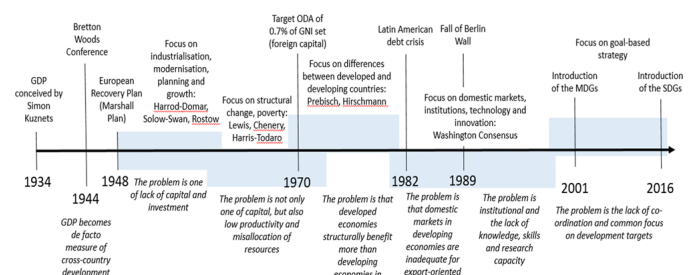 GDP
conceived by
Simon
Kuznets
Bretton
Woods
Conference
European
Recovery Plan
(Marshall
Plan)
Focus on
industrialisation,
modernisation,
planning and
growth:
Harrod-Domar,
Solow-Swan, Rostow
Focus on structural
change, poverty:
Lewis, Chenery,
Harris-Todaro
Target ODA of
0.7% of GNI set
(foreign capital)
Focus on differences
between developed and
developing countries:
Prebisch, Hirschmann
Latin American
debt crisis
Fall of Berlin
Wall
Focus on domestic markets,
institutions, technology and
innovation:
Washington Consensus
Focus on goal-based
strategy
Introduction
of the MDGs
Introduction
of the SDGs
1934
1944
1948
1970
1982
1989
2001
2016
GDP becomes
de facto
measure of
cross-country
development
The problem is one
of lack of capital and
investment
The problem is not only
one of capital, but also
low productivity and
misallocation of
resources
The problem is that
developed
economies
structurally benefit
more than
developing
economies in
The problem is
that domestic
markets in
developing
economies are
inadequate for
export-oriented
The problem is
institutional and
the lack of
knowledge, skills
and research
capacity
The problem is the lack of co-
ordination and common focus
on development targets